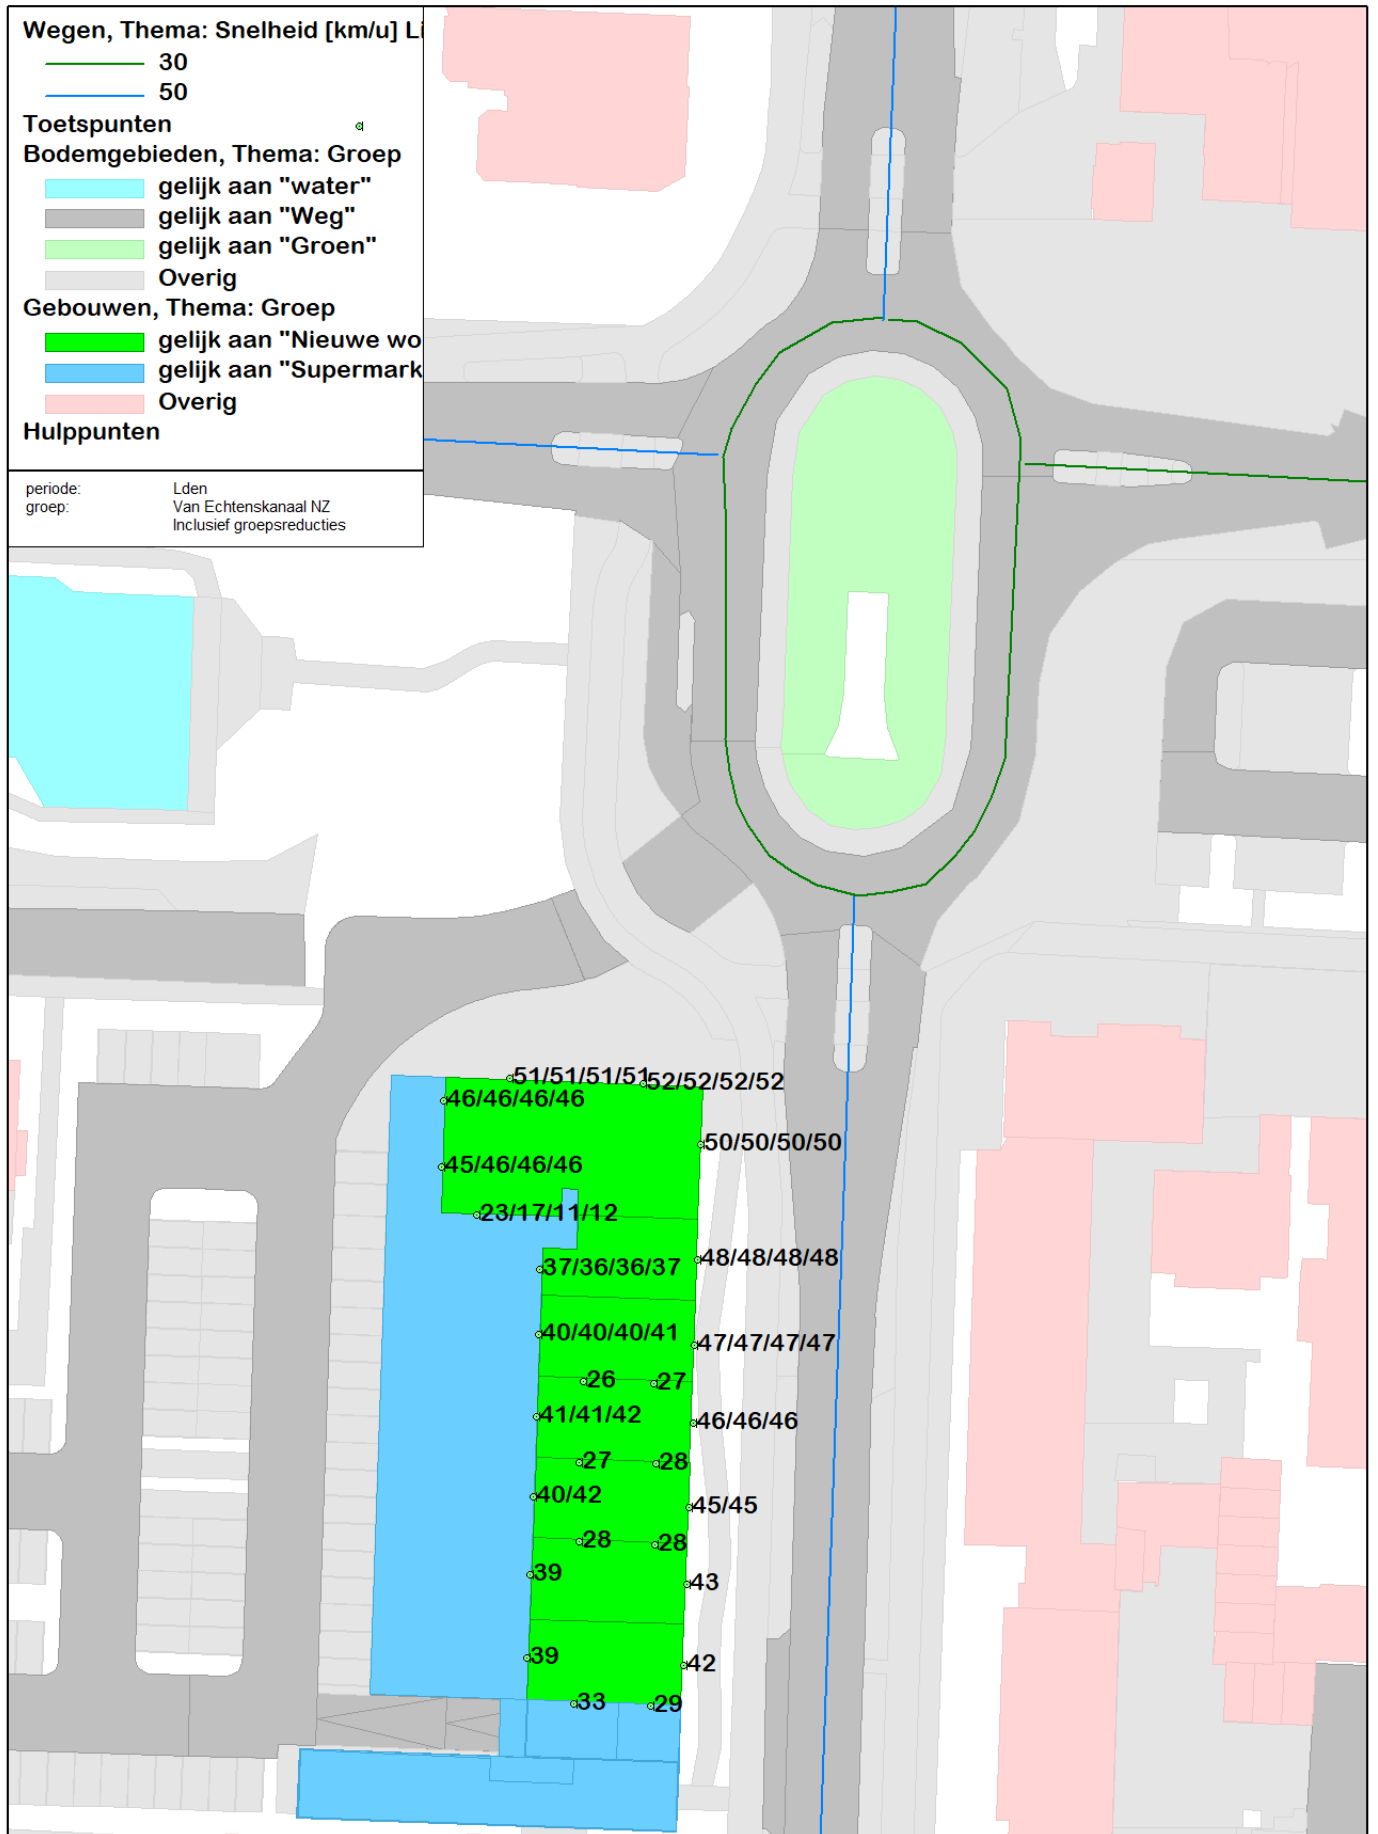 Wegen, Thema: Snelheid [km/u] Li
30
50
Toetspunten
Bodemgebieden, Thema: Groep
gelijk aan "water"
gelijk aan "Weg"
gelijk aan "Groen"
Overig
Gebouwen, Thema: Groep
gelijk aan "Nieuwe wo
gelijk aan "Supermark
Overig
Hulppunten
periode: Lden
groep: Van Echtenskanaal NZ
Inclusief groepsreducties
51/51/51/51
52/52/52/52
46/46/46/46
50/50/50/50
45/46/46/46
23/17/11/12
48/48/48/48
37/36/36/37
40/40/40/41
47/47/47/47
26
27
41/41/42
46/46/46
27
28
40/42
45/45
28
28
39
43
39
42
33
29